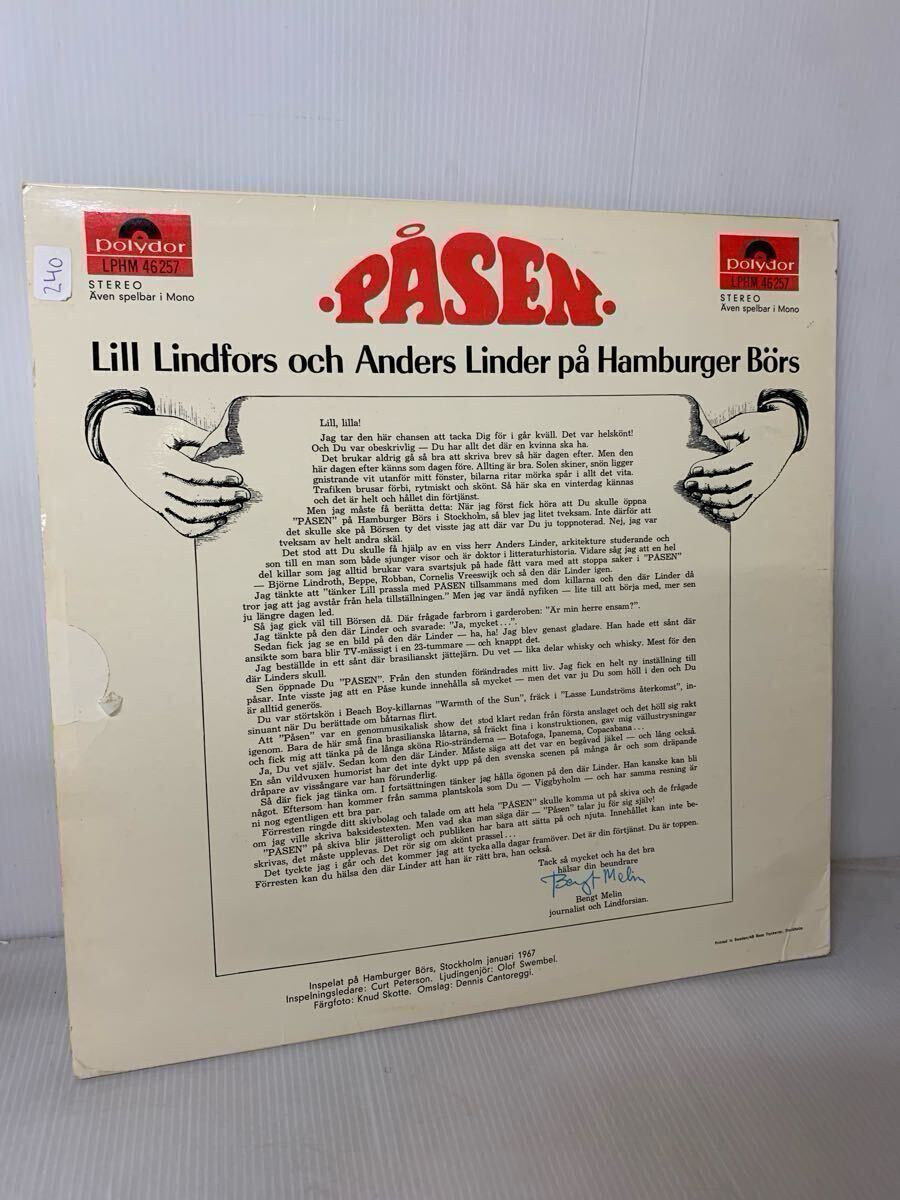 polydor
LPHM 46257
STEREO
Även spelbar i Mono
240
·PÅSEN·
polydor
LPHM 46257
STEREO
Även spelbar i Mono
Lill Lindfors och Anders Linder på Hamburger Börs
Lill, lilla!
Jag tar den här chansen att tacka Dig för i går kväll. Det var helskönt!
Och Du var obeskrivlig — Du har allt det där en kvinna ska ha.
Det brukar aldrig gå så bra att skriva brev så här dagen efter. Men den
här dagen efter känns som dagen före. Allting är bra. Solen skiner, snön ligger
gnistrande vit utanför mitt fönster, bilarna ritar mörka spår i allt det vita.
Trafiken brusar förbi, rytmiskt och skönt. Så här ska en vinterdag kännas
och det är helt och hållet din förtjänst.
Men jag måste få berätta detta: När jag först fick höra att Du skulle öppna
"PÅSEN" på Hamburger Börs i Stockholm, så blev jag litet tveksam. Inte därför att
det skulle ske på Börsen ty det visste jag att där var Du ju toppnoterad. Nej, jag var
tveksam av helt andra skäl.
Det stod att Du skulle få hjälp av en viss herr Anders Linder, arkitekture studerande och
son till en man som både sjunger visor och är doktor i litteraturhistoria. Vidare såg jag att en hel
del killar som jag alltid brukar vara svartsjuk på hade fått vara med att stoppa saker i "PÅSEN"
— Björne Lindroth, Beppe, Robban, Cornelis Vreeswijk och så den där Linder igen.
Jag tänkte att "tänker Lill prassla med PÅSEN tillsammans med dom killarna och den där Linder då
tror jag att jag avstår från hela tillställningen." Men jag var ändå nyfiken — lite till att börja med, mer sen
ju längre dagen led.
Så jag gick väl till Börsen då. Där frågade farbrorn i garderoben: "Är min herre ensam?".
Jag tänkte på den där Linder och svarade: "Ja, mycket...".
Sedan fick jag se en bild på den där Linder — ha, ha! Jag blev genast gladare. Han hade ett sånt där
ansikte som bara blir TV-mässigt i en 23-tummare — och knappt det.
Jag beställde in ett sånt där brasilianskt jättejärn. Du vet — lika delar whisky och whisky. Mest för den
där Linders skull.
Sen öppnade Du "PÅSEN". Från den stunden förändrades mitt liv. Jag fick en helt ny inställning till
påsar. Inte visste jag att en Påse kunde innehålla så mycket — men det var ju Du som höll i den och Du
är alltid generös.
Du var störtskön i Beach Boy-killarnas "Warmth of the Sun", fräck i "Lasse Lundströms återkomst", in-
sinuant när Du berättade om båtarnas flirt.
Att "Påsen" var en genommusikalisk show det stod klart redan från första anslaget och det höll sig rakt
igenom. Bara de här små fina brasilianska låtarna, så fräckt fina i konstruktionen, gav mig vällustrysningar
och fick mig att tänka på de långa sköna Rio-stränderna — Botafoga, Ipanema, Copacabana...
Ja, Du vet själv. Sedan kom den där Linder. Måste säga att det var en begåvad jäkel — och lång också.
En sån vildvuxen humorist har det inte dykt upp på den svenska scenen på många år och som dräpande
dråpare av vissångare var han förunderlig.
Så där fick jag tänka om. I fortsättningen tänker jag hålla ögonen på den där Linder. Han kanske kan bli
något. Eftersom han kommer från samma plantskola som Du — Viggbyholm — och har samma resning är
ni nog egentligen ett bra par.
Förresten ringde ditt skivbolag och talade om att hela "PÅSEN" skulle komma ut på skiva och de frågade
om jag ville skriva baksidestexten. Men vad ska man säga där — "Påsen" talar ju för sig själv!
"PÅSEN" på skiva blir jätteroligt och publiken har bara att sätta på och njuta. Innehållet kan inte be-
skrivas, det måste upplevas. Det rör sig om skönt prassel...
Det tyckte jag i går och det kommer jag att tycka alla dagar framöver. Det är din förtjänst. Du är toppen.
Förresten kan du hälsa den där Linder att han är rätt bra, han också.
Tack så mycket och ha det bra
hälsar din beundrare
Bengt Melin
Bengt Melin
journalist och Lindforsian.
Printed in Sweden/AB
Inspelat på Hamburger Börs, Stockholm januari 1967
Inspelningsledare: Curt Peterson. Ljudingenjör: Olof Swembel.
Färgfoto: Knud Skotte. Omslag: Dennis Cantoreggi.